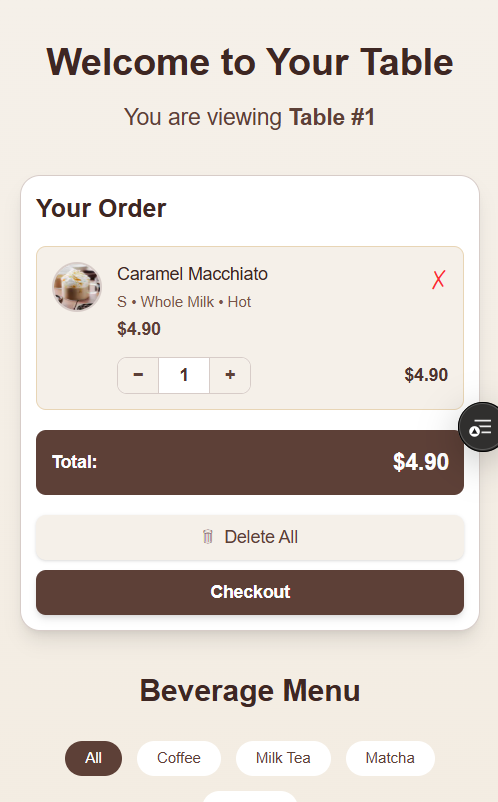 Welcome to Your Table
You are viewing Table #1
Your Order
Caramel Macchiato
S • Whole Milk • Hot
$4.90
− 1 +
$4.90
Total: $4.90
Delete All
Checkout
Beverage Menu
All Coffee Milk Tea Matcha